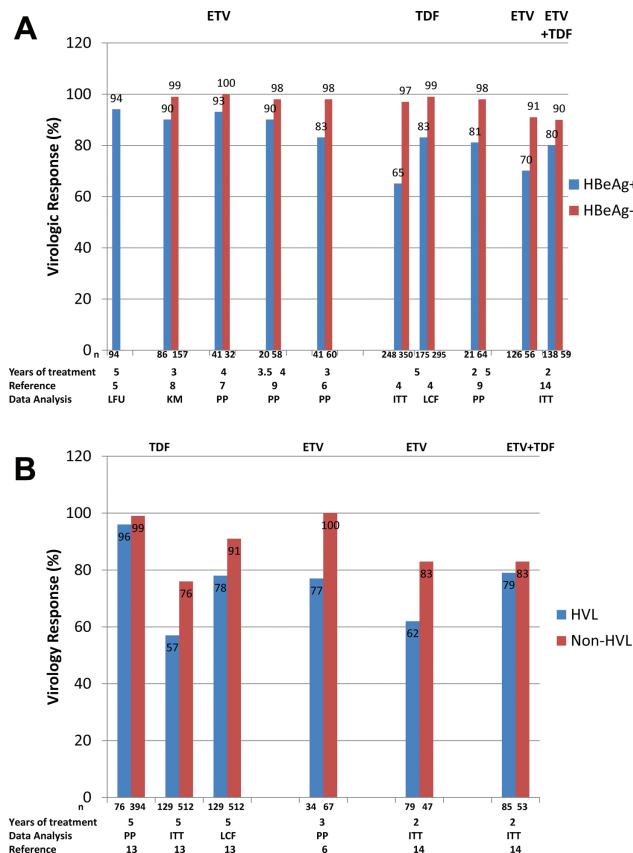 A
ETV TDF ETV ETV
+TDF
120
100
80
60
40
20
0
Virologic Response (%)
94 90 99 93 100 90 98 83 98 65 97 83 99 81 98 70 91 80 90
HBeAg+
HBeAg-
n 94 86 157 41 32 20 58 41 60 248 350 175 295 21 64 126 56 138 59
Years of treatment 5 3 4 3.5 4 3 5 2 5 2
Reference 5 8 7 9 6 4 4 9 14
Data Analysis LFU KM PP PP PP ITT LCF PP ITT
B
TDF ETV ETV ETV+TDF
120
100
80
60
40
20
0
Virology Response (%)
96 99 57 76 78 91 77 100 62 83 79 83
HVL
Non-HVL
n 76 394 129 512 129 512 34 67 79 47 85 53
Years of treatment 5 5 5 3 2 2
Data Analysis PP ITT LCF PP ITT ITT
Reference 13 13 13 6 14 14